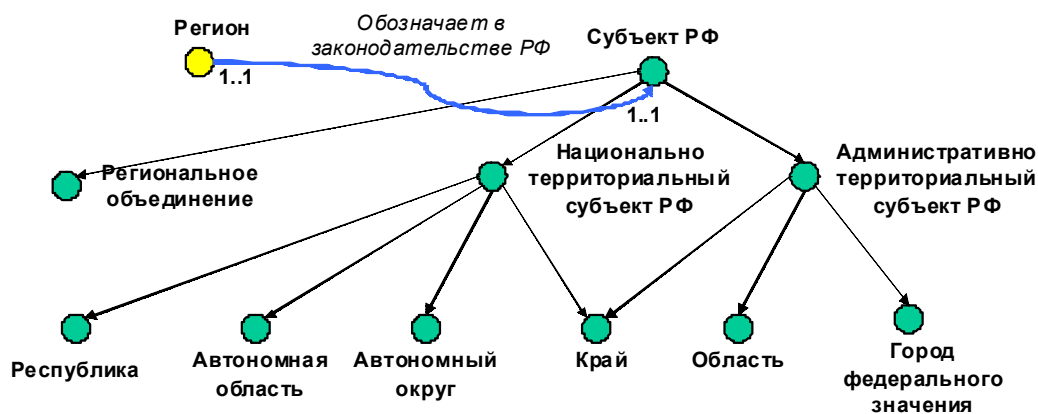 Обозначает в
законодательстве РФ
Регион
Субъект РФ
1..1
1..1
Региональное
объединение
Национально
территориальный
субъект РФ
Административно
территориальный
субъект РФ
Республика
Автономная
область
Автономный
округ
Край
Область
Город
федерального
значения